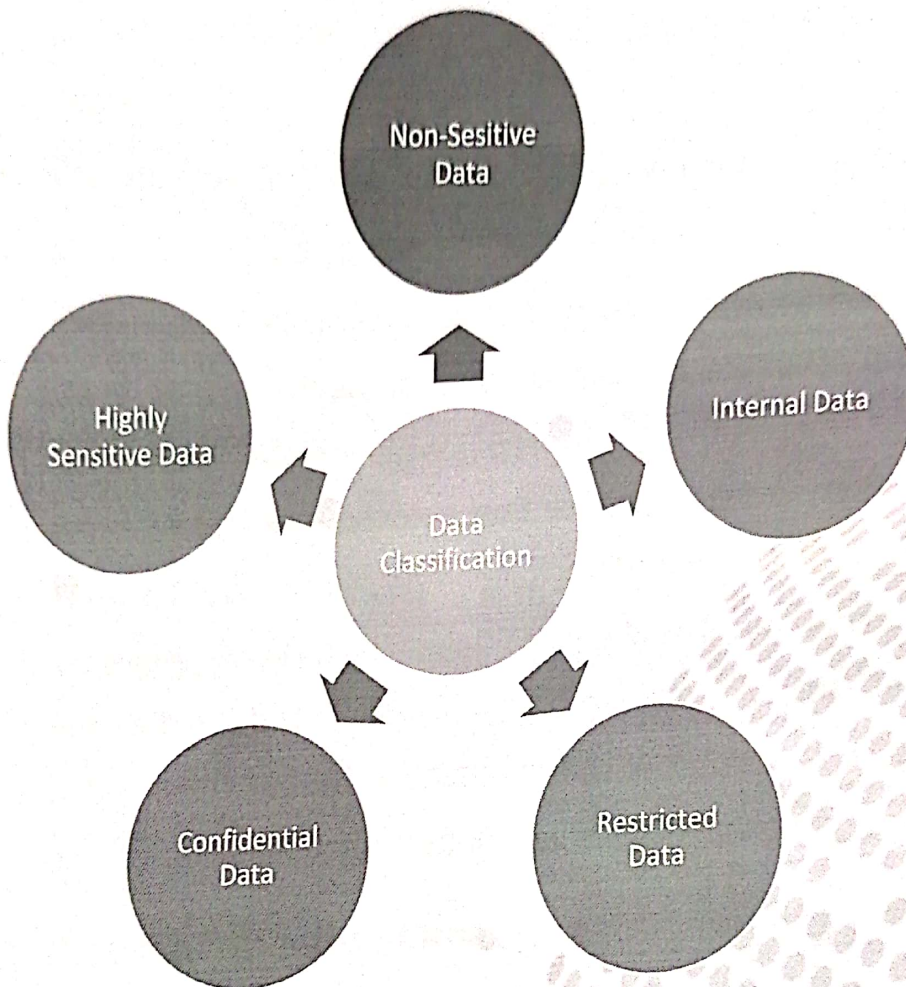 Non-Sesitive
Data
Internal Data
Highly
Sensitive Data
Data
Classification
Restricted
Data
Confidential
Data